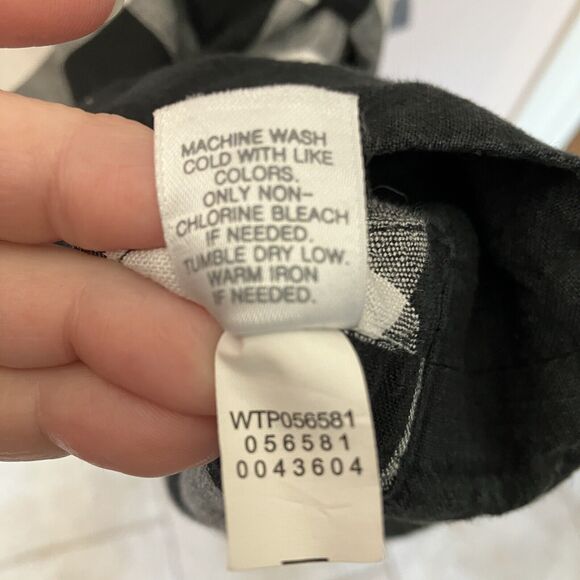 MACHINE WASH
COLD WITH LIKE
COLORS.
ONLY NON-
CHLORINE BLEACH
IF NEEDED.
TUMBLE DRY LOW.
WARM IRON
IF NEEDED.
WTP056581
056581
0043604